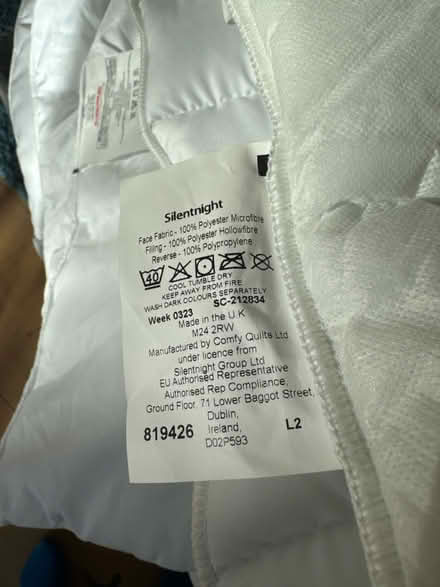 Silentnight
Face Fabric - 100% Polyester Microfibre
Filling - 100% Polyester Hollowfibre
Reverse - 100% Polypropylene
40
COOL TUMBLE DRY
KEEP AWAY FROM FIRE
WASH DARK COLOURS SEPARATELY
Week 0323 SC-212834
Made in the U.K
M24 2RW
Manufactured by Comfy Quilts Ltd
under licence from
Silentnight Group Ltd
EU Authorised Representative
Authorised Rep Compliance,
Ground Floor, 71 Lower Baggot Street,
Dublin,
819426 Ireland, L2
D02P593